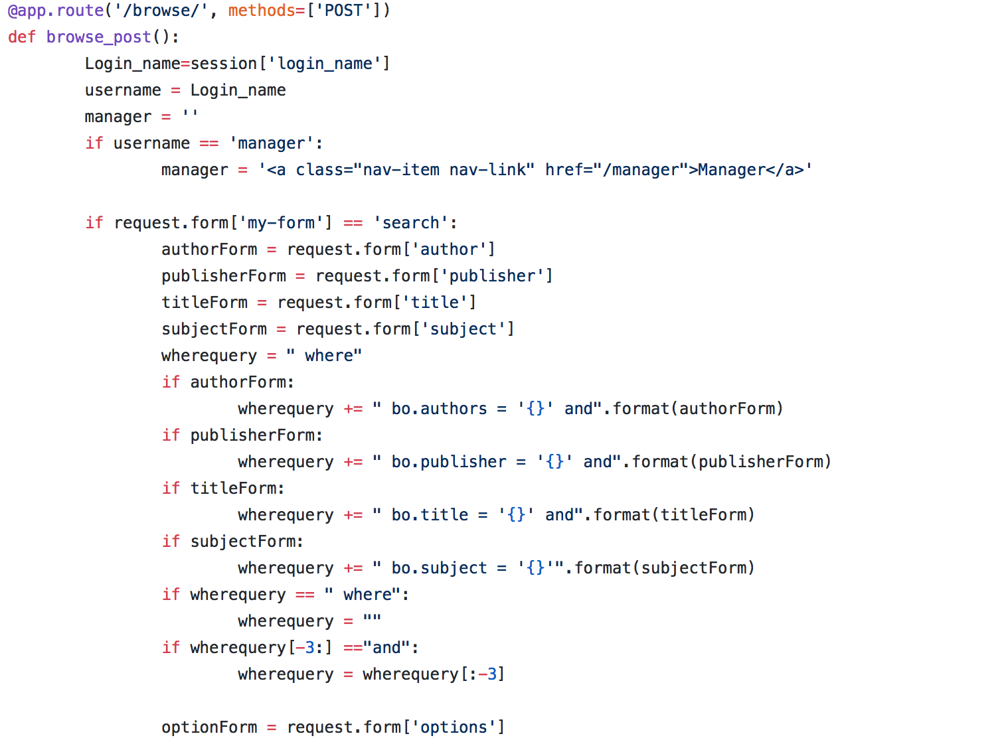 @app.route('/browse/', methods=['POST'])
def browse_post():
        Login_name=session['login_name']
        username = Login_name
        manager = ''
        if username == 'manager':
                manager = '<a class="nav-item nav-link" href="/manager">Manager</a>'

        if request.form['my-form'] == 'search':
                authorForm = request.form['author']
                publisherForm = request.form['publisher']
                titleForm = request.form['title']
                subjectForm = request.form['subject']
                wherequery = " where"
                if authorForm:
                        wherequery += " bo.authors = '{}' and".format(authorForm)
                if publisherForm:
                        wherequery += " bo.publisher = '{}' and".format(publisherForm)
                if titleForm:
                        wherequery += " bo.title = '{}' and".format(titleForm)
                if subjectForm:
                        wherequery += " bo.subject = '{}'".format(subjectForm)
                if wherequery == " where":
                        wherequery = ""
                if wherequery[-3:] =="and":
                        wherequery = wherequery[:-3]

                optionForm = request.form['options']